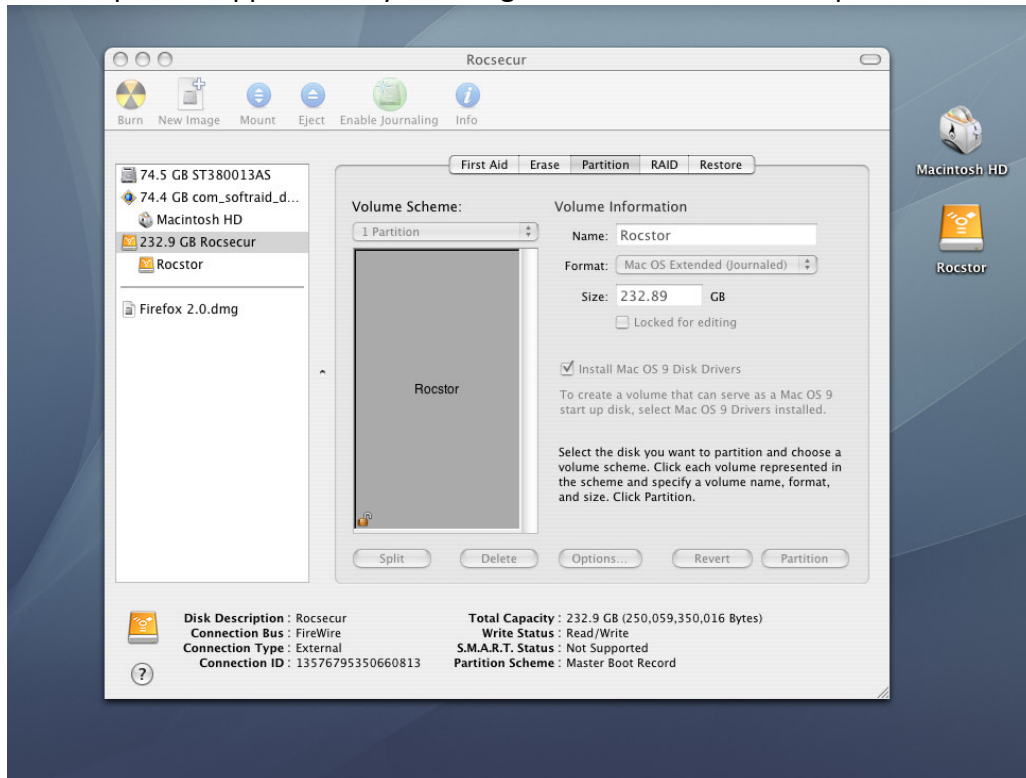 Rocsecur
Burn New Image Mount Eject Enable Journaling Info
First Aid Erase Partition RAID Restore
74.5 GB ST380013AS
74.4 GB com_softraid_d...
Macintosh HD
232.9 GB Rocsecur
Rocstor
Firefox 2.0.dmg
Volume Scheme:
1 Partition
Rocstor
Volume Information
Name: Rocstor
Format: Mac OS Extended (Journaled)
Size: 232.89 GB
Locked for editing
Install Mac OS 9 Disk Drivers
To create a volume that can serve as a Mac OS 9
start up disk, select Mac OS 9 Drivers installed.
Select the disk you want to partition and choose a
volume scheme. Click each volume represented in
the scheme and specify a volume name, format,
and size. Click Partition.
Split Delete Options... Revert Partition
Disk Description : Rocsecur
Connection Bus : FireWire
Connection Type : External
Connection ID : 13576795350660813
Total Capacity : 232.9 GB (250,059,350,016 Bytes)
Write Status : Read/Write
S.M.A.R.T. Status : Not Supported
Partition Scheme : Master Boot Record
?
Macintosh HD
Rocstor